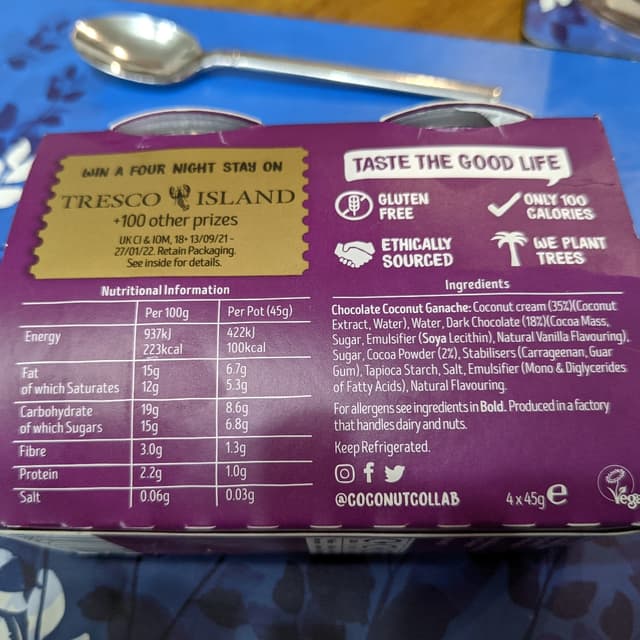 WIN A FOUR NIGHT STAY ON
TRESCO ISLAND
+100 other prizes
UK CI & IOM, 18+ 13/09/21 -
27/01/22. Retain Packaging.
See inside for details.
Nutritional Information
Per 100g Per Pot (45g)
Energy 937kJ 422kJ
223kcal 100kcal
Fat 15g 6.7g
of which Saturates 12g 5.3g
Carbohydrate 19g 8.6g
of which Sugars 15g 6.8g
Fibre 3.0g 1.3g
Protein 2.2g 1.0g
Salt 0.06g 0.03g
TASTE THE GOOD LIFE
GLUTEN FREE
ONLY 100 CALORIES
ETHICALLY SOURCED
WE PLANT TREES
Ingredients
Chocolate Coconut Ganache: Coconut cream (35%)(Coconut
Extract, Water), Water, Dark Chocolate (18%)(Cocoa Mass,
Sugar, Emulsifier (Soya Lecithin), Natural Vanilla Flavouring),
Sugar, Cocoa Powder (2%), Stabilisers (Carrageenan, Guar
Gum), Tapioca Starch, Salt, Emulsifier (Mono & Diglycerides
of Fatty Acids), Natural Flavouring.
For allergens see ingredients in Bold. Produced in a factory
that handles dairy and nuts.
Keep Refrigerated.
@COCONUTCOLLAB
4 x 45g e